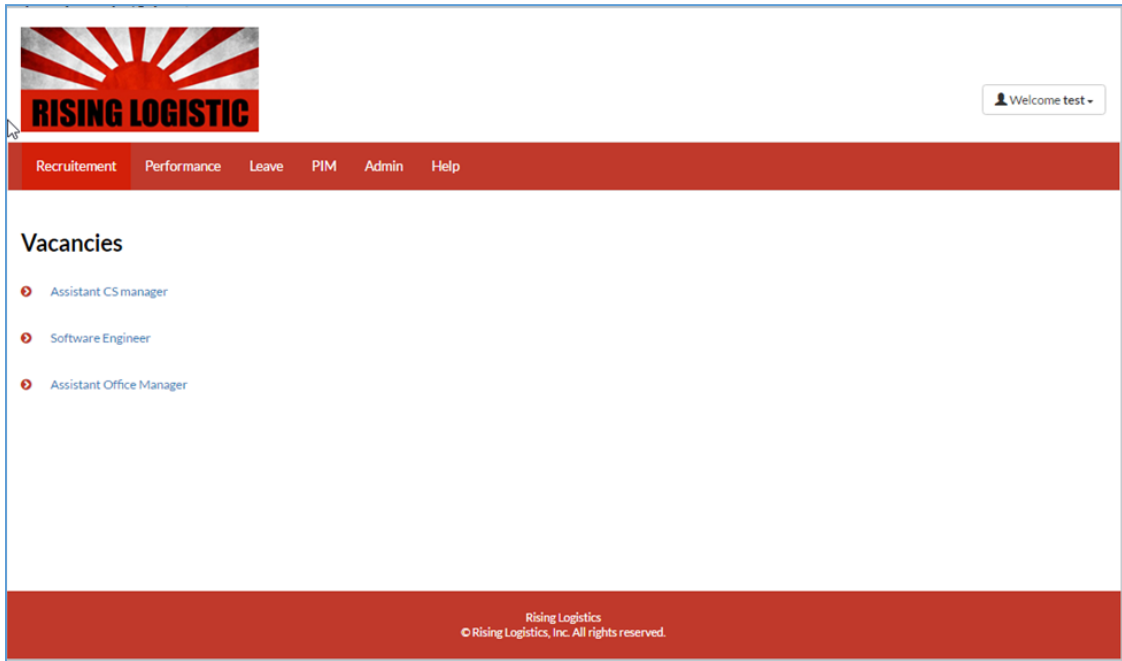 RISING LOGISTIC
Welcome test
Recruitement Performance Leave PIM Admin Help
Vacancies
Assistant CS manager
Software Engineer
Assistant Office Manager
Rising Logistics
© Rising Logistics, Inc. All rights reserved.